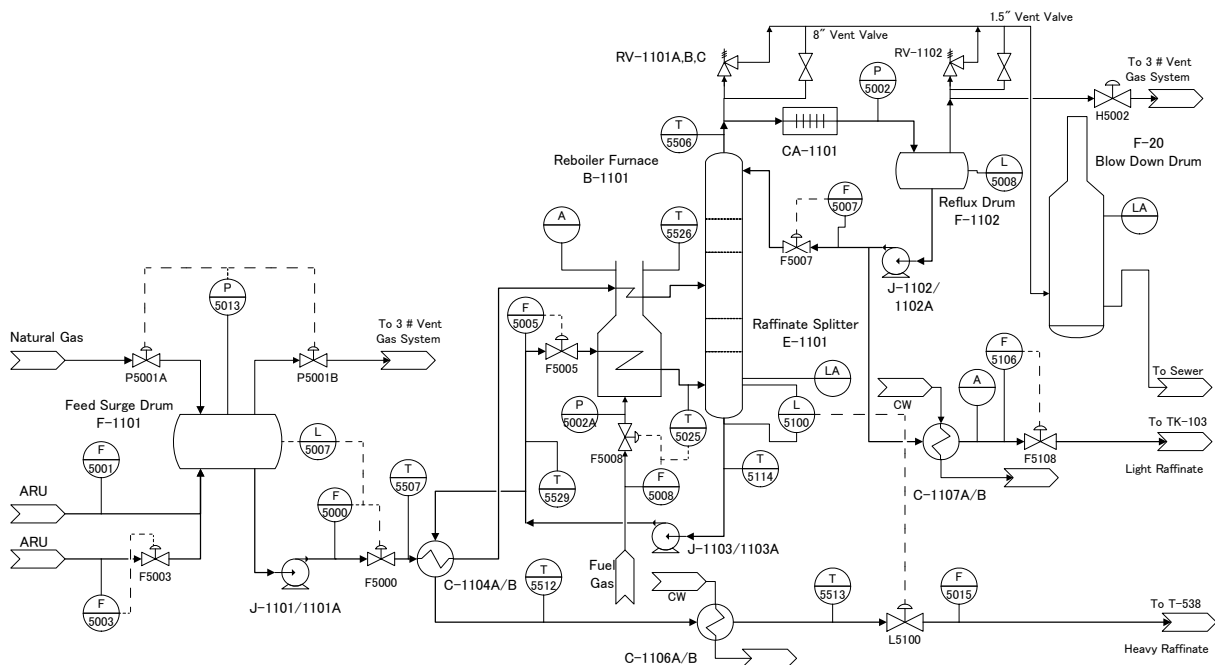 1.5" Vent Valve
8" Vent Valve
RV-1101A,B,C
RV-1102
P
5002
To 3 # Vent
Gas System
H5002
T
5506
CA-1101
F-20
Blow Down Drum
Reboiler Furnace
B-1101
L
5008
Reflux Drum
F-1102
F
5007
LA
A
T
5526
F5007
J-1102/
1102A
P
5013
F
5005
Raffinate Splitter
E-1101
To 3 # Vent
Gas System
Natural Gas
P5001A
P5001B
F5005
F
5106
LA
To Sewer
CW
A
Feed Surge Drum
F-1101
P
5002A
T
5025
L
5100
To TK-103
L
5007
F5008
F5108
Light Raffinate
F
5001
T
5507
T
5529
F
5008
T
5114
C-1107A/B
ARU
F
5000
ARU
F5003
F5000
C-1104A/B
J-1103/1103A
Fuel
Gas
J-1101/1101A
F
5003
T
5512
CW
T
5513
F
5015
To T-538
L5100
C-1106A/B
Heavy Raffinate